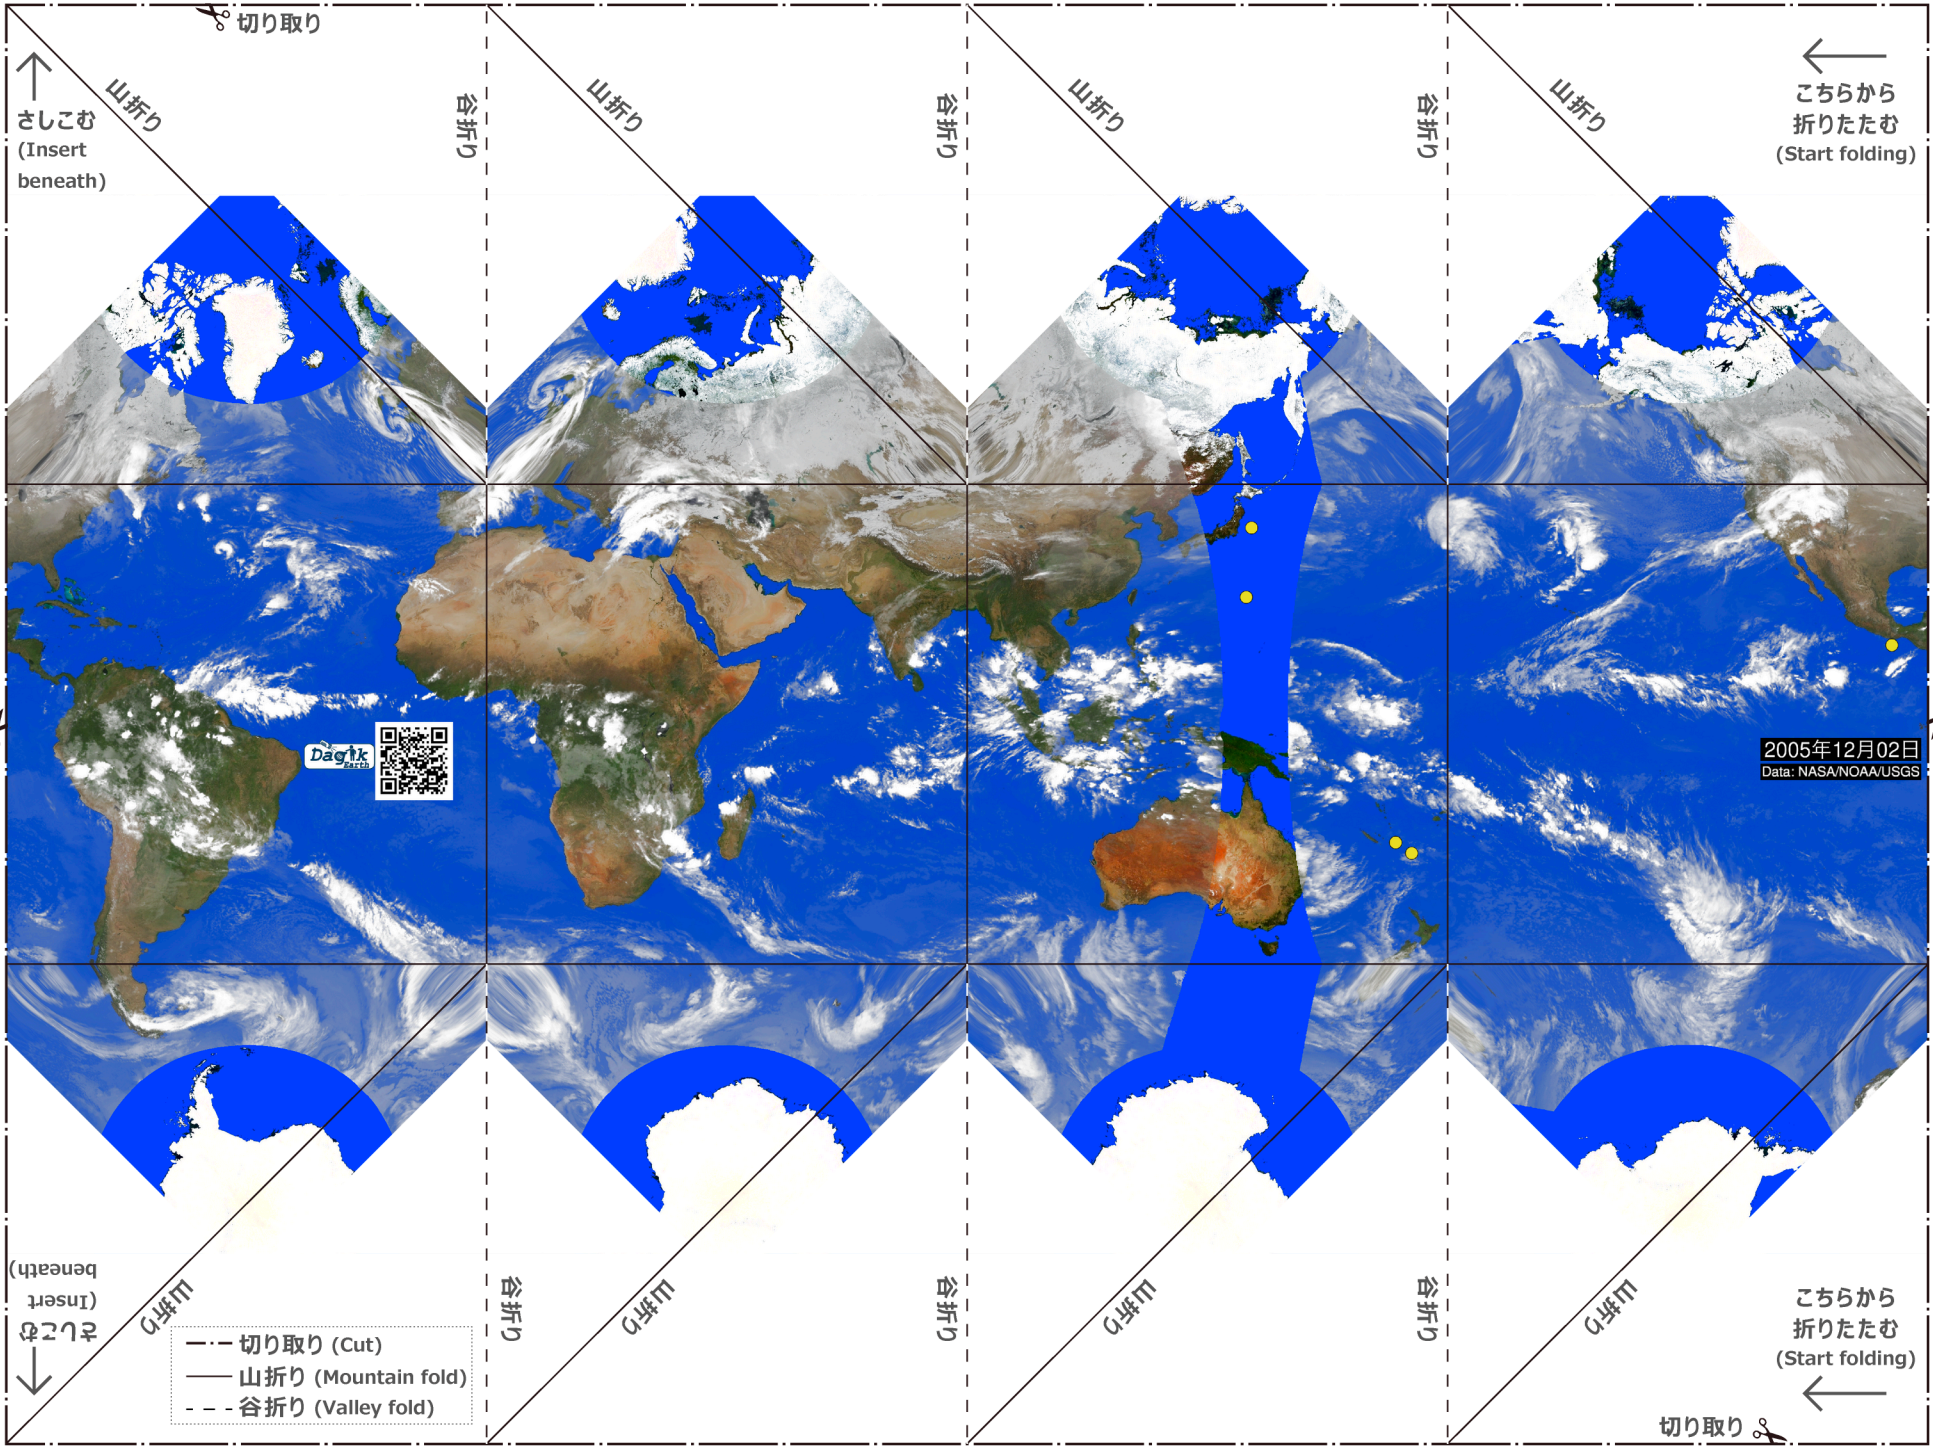 切り取り
山折り
谷折り
山折り
谷折り
山折り
谷折り
山折り
さしこむ
(Insert
beneath)
こちらから
折りたたむ
(Start folding)
Dagik
Earth
2005年12月02日
Data: NASA/NOAA/USGS
さしこむ
(Insert
beneath)
山折り
谷折り
山折り
谷折り
山折り
谷折り
山折り
こちらから
折りたたむ
(Start folding)
切り取り (Cut)
山折り (Mountain fold)
谷折り (Valley fold)
切り取り